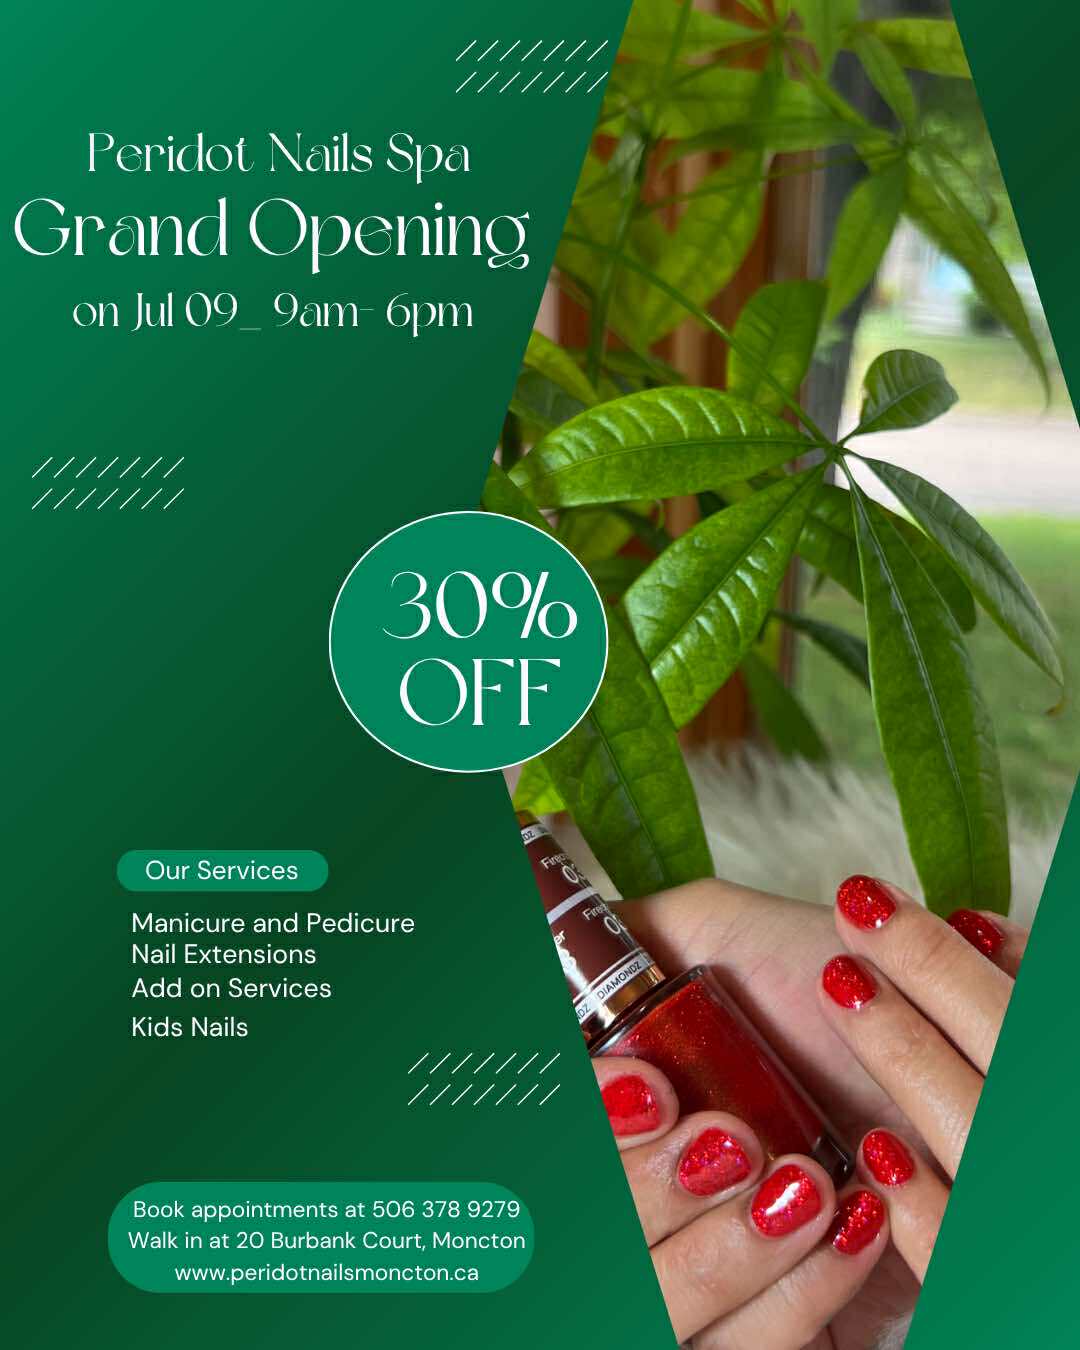 Peridot Nails Spa
Grand Opening
on Jul 09_ 9am- 6pm
30%
OFF
Our Services
Manicure and Pedicure
Nail Extensions
Add on Services
Kids Nails
DIAMONDZ
Book appointments at 506 378 9279
Walk in at 20 Burbank Court, Moncton
www.peridotnailsmoncton.ca